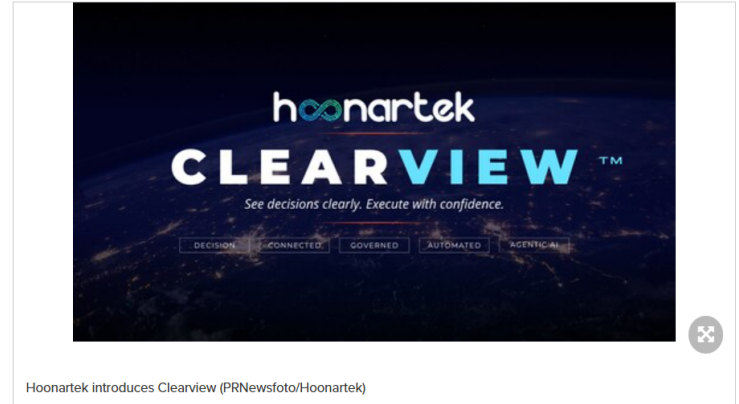 hoonartek
CLEARVIEW ™
See decisions clearly. Execute with confidence.
DECISION CONNECTED GOVERNED AUTOMATED AGENTIC AI
Hoonartek introduces Clearview (PRNewsfoto/Hoonartek)